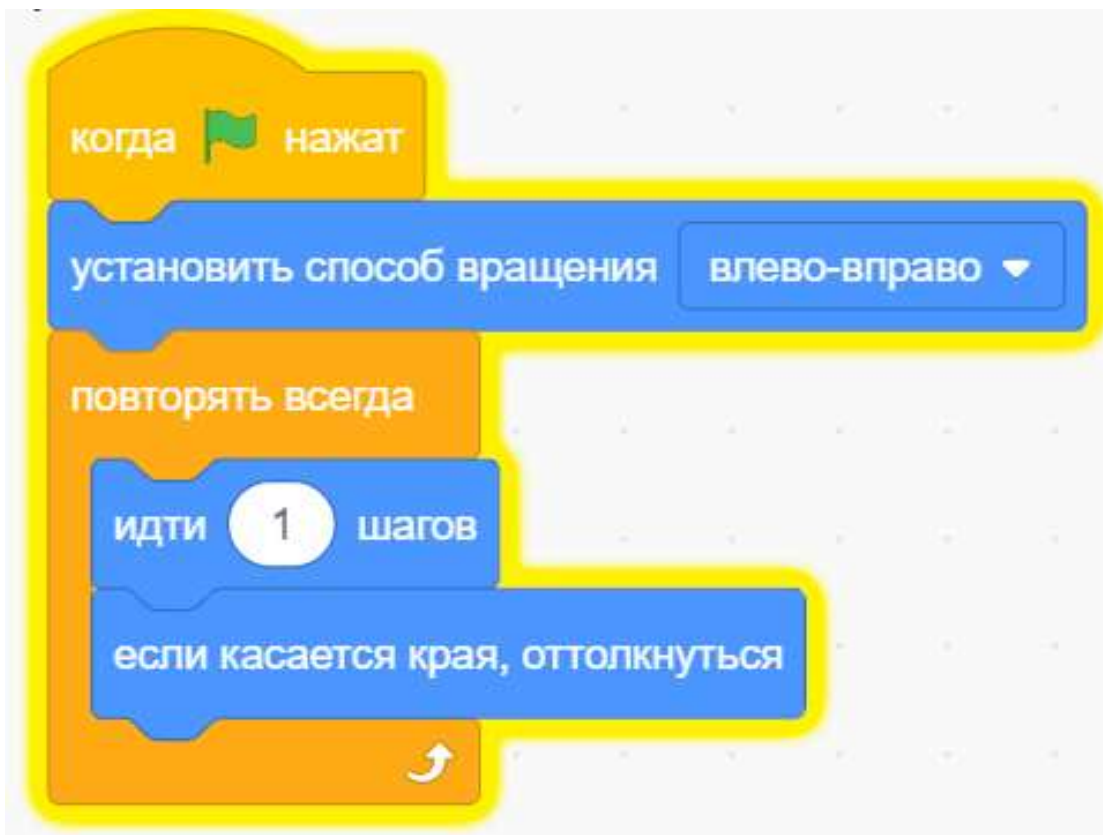 когда нажат
установить способ вращения влево-вправо
повторять всегда
идти 1 шагов
если касается края, оттолкнуться